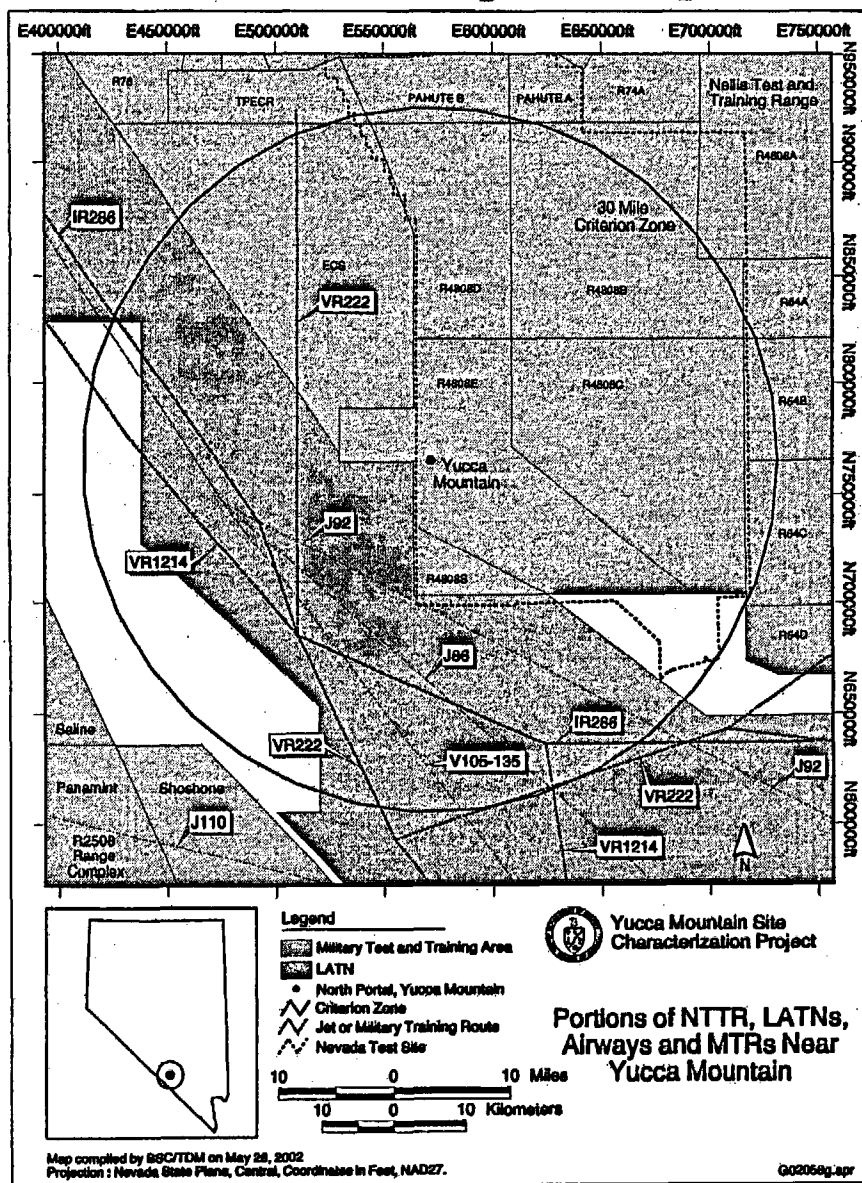 E400000ft E450000ft E500000ft E550000ft E600000ft E650000ft E700000ft E750000ft
N950000ft
N900000ft
N850000ft
N800000ft
N750000ft
N700000ft
N650000ft
N600000ft
R76
TPECR
PAHUTE B
PAHUTE A
R74A
Nellis Test and
Training Range
R4808A
IR286
30 Mile
Criterion Zone
ECS
VR222
R4808D
R4808B
R64A
R4808E
R4808C
R64B
Yucca
Mountain
J92
VR1214
R64C
R4808S
R64D
J86
IR286
Saline
VR222
V105-135
J92
Panamint
Shoshone
VR222
J110
R2508
Range
Complex
VR1214
N
Legend
Military Test and Training Area
LATN
North Portal, Yucca Mountain
Criterion Zone
Jet or Military Training Route
Nevada Test Site
10 0 10 Miles
10 0 10 Kilometers
Yucca Mountain Site
Characterization Project
Portions of NTTR, LATNs,
Airways and MTRs Near
Yucca Mountain
Map compiled by BSC/TDM on May 28, 2002
Projection : Nevada State Plane, Central, Coordinates in Feet, NAD27.
G02058g.apr